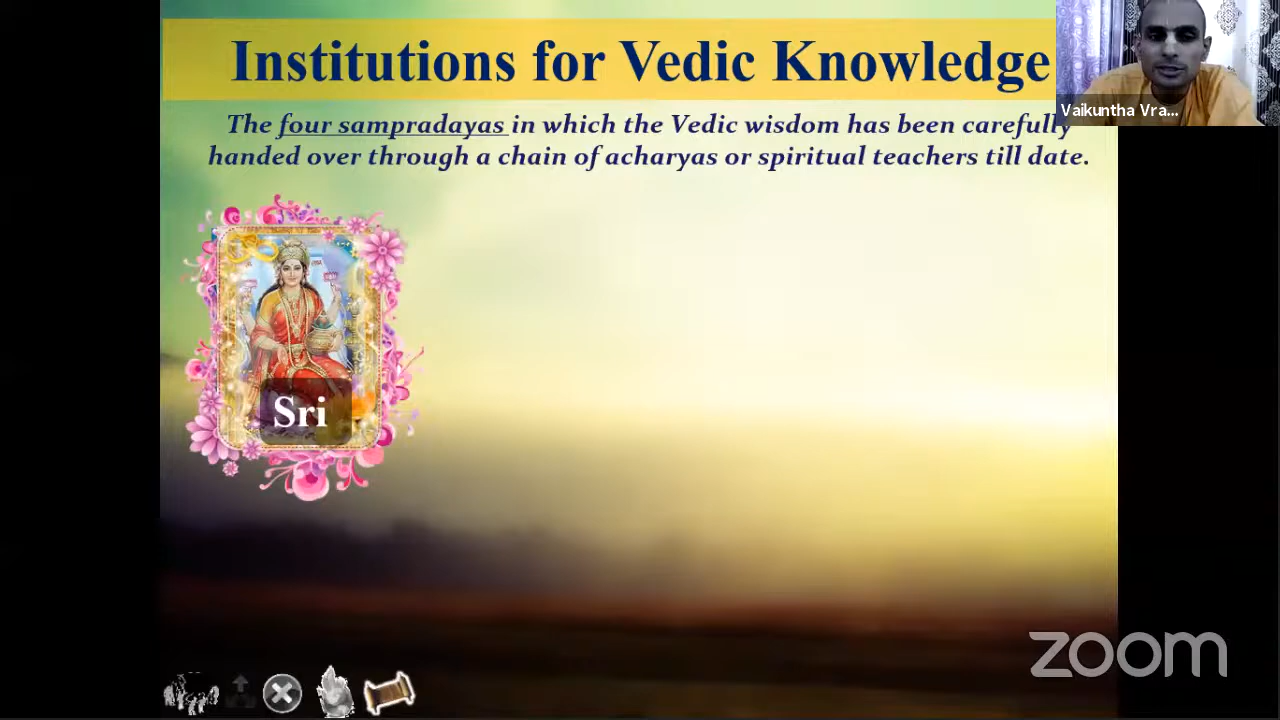 Institutions for Vedic Knowledge
The four sampradayas in which the Vedic wisdom has been carefully
handed over through a chain of acharyas or spiritual teachers till date.
Vaikuntha Vra...
Sri
zoom